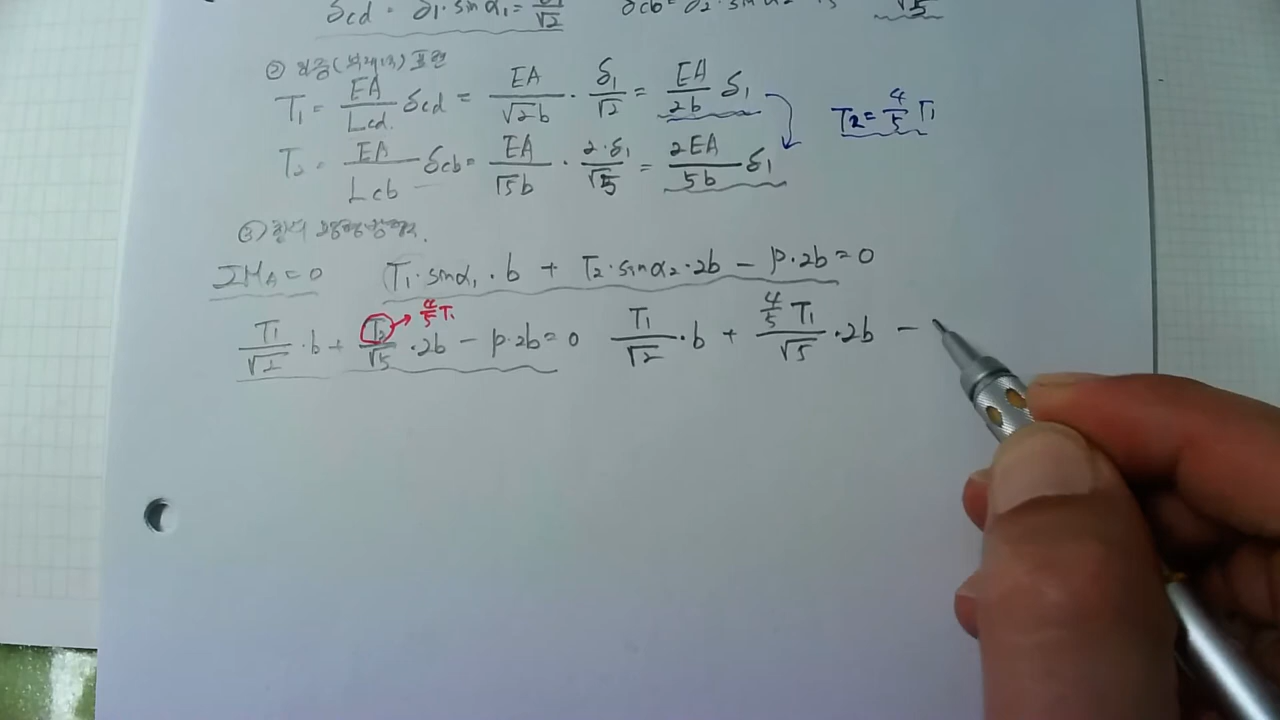 δcd = δ1·sinα1 = δ1/√2 δcb = δ2·sinα2 √5
② 하중(부재력) 표현
T1 = EA/Lcd δcd = EA/√2b · δ1/√2 = EA/2b δ1
T2 = 4/5 T1
T2 = EA/Lcb δcb = EA/√5b · 2·δ1/√5 = 2EA/5b δ1
③
ΣMA = 0 T1·sinα1·b + T2·sinα2·2b - P·2b = 0
T1/√2 ·b + T2/√5 ·2b - P·2b = 0 T1/√2 ·b + 4/5 T1/√5 ·2b -
→ 4/5 T1